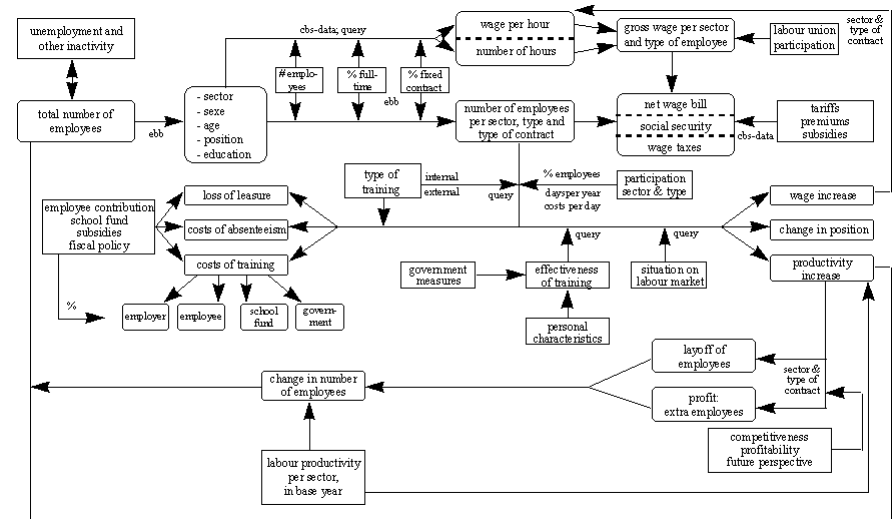 unemployment and
other inactivity
total number of
employees
ebb
- sector
- sexe
- age
- position
- education
cbs-data; query
# emplo-
yees
% full-
time
% fixed
contract
ebb
wage per hour
number of hours
gross wage per sector
and type of employee
labour union
participation
sector &
type of
contract
number of employees
per sector, type and
type of contract
net wage bill
social security
wage taxes
cbs-data
tariffs
premiums
subsidies
type of
training
internal
external
query
% employees
days per year
costs per day
participation
sector & type
employee contribution
school fund
subsidies
fiscal policy
%
loss of leasure
costs of absenteeism
costs of training
employer
employee
school
fund
govern-
ment
wage increase
change in position
productivity
increase
query
query
government
measures
effectiveness
of training
situation on
labour market
personal
characteristics
layoff of
employees
profit:
extra employees
sector &
type of
contract
change in number
of employees
competitiveness
profitability
future perspective
labour productivity
per sector,
in base year